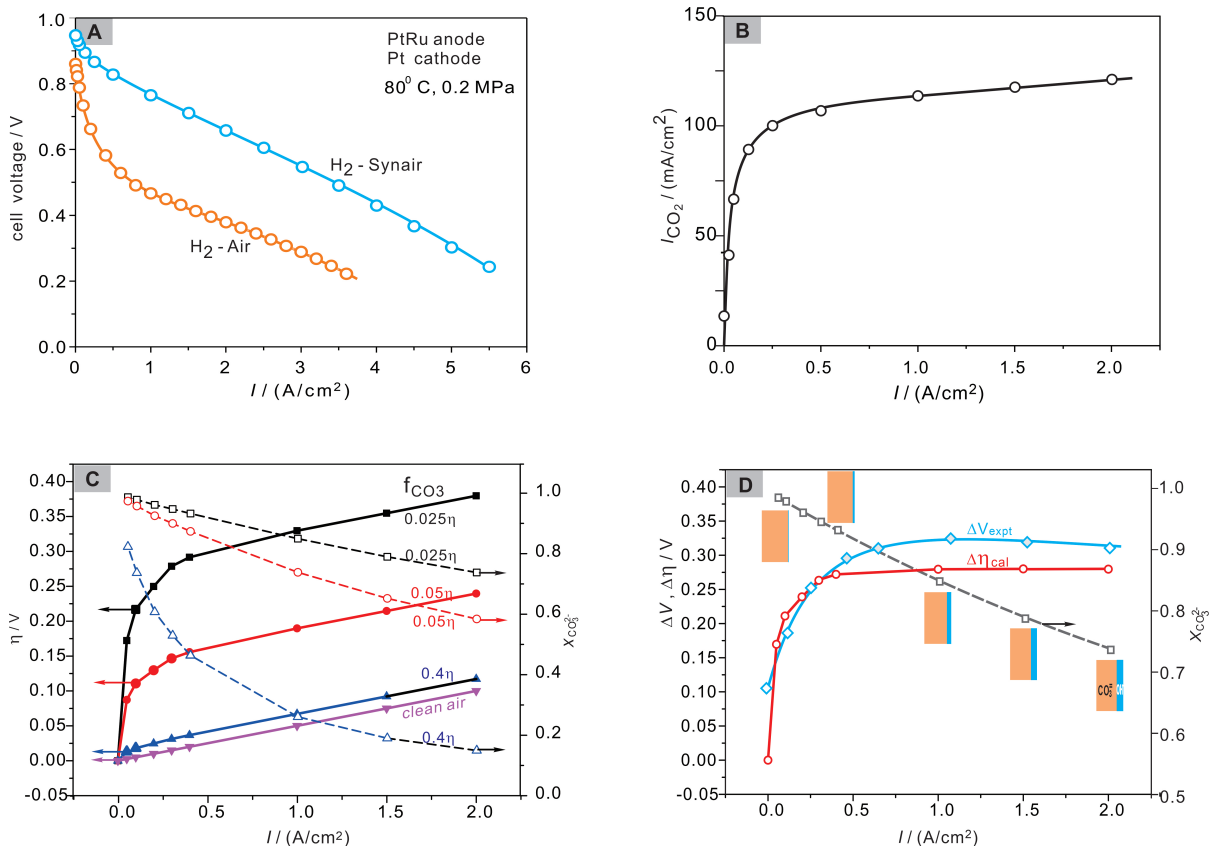 A
PtRu anode
Pt cathode
80⁰ C, 0.2 MPa
H₂ - Synair
H₂ - Air
cell voltage / V
1.0
0.8
0.6
0.4
0.2
0.0
0 1 2 3 4 5 6
I / (A/cm²)
B
I_CO₂ / (mA/cm²)
150
100
50
0
0.0 0.5 1.0 1.5 2.0
I / (A/cm²)
C
f_CO3
0.025η
0.025η
0.05η
0.05η
0.4η
clean air
0.4η
η / V
0.40
0.35
0.30
0.25
0.20
0.15
0.10
0.05
0.00
-0.05
1.0
0.8
0.6
0.4
0.2
0.0
x_CO₃²⁻
0.0 0.5 1.0 1.5 2.0
I / (A/cm²)
D
ΔV_expt
Δη_cal
CO₃⁼ OH
ΔV , Δη / V
0.40
0.35
0.30
0.25
0.20
0.15
0.10
0.05
0.00
-0.05
1.0
0.9
0.8
0.7
0.6
0.5
x_CO₃²⁻
0.0 0.5 1.0 1.5 2.0
I / (A/cm²)